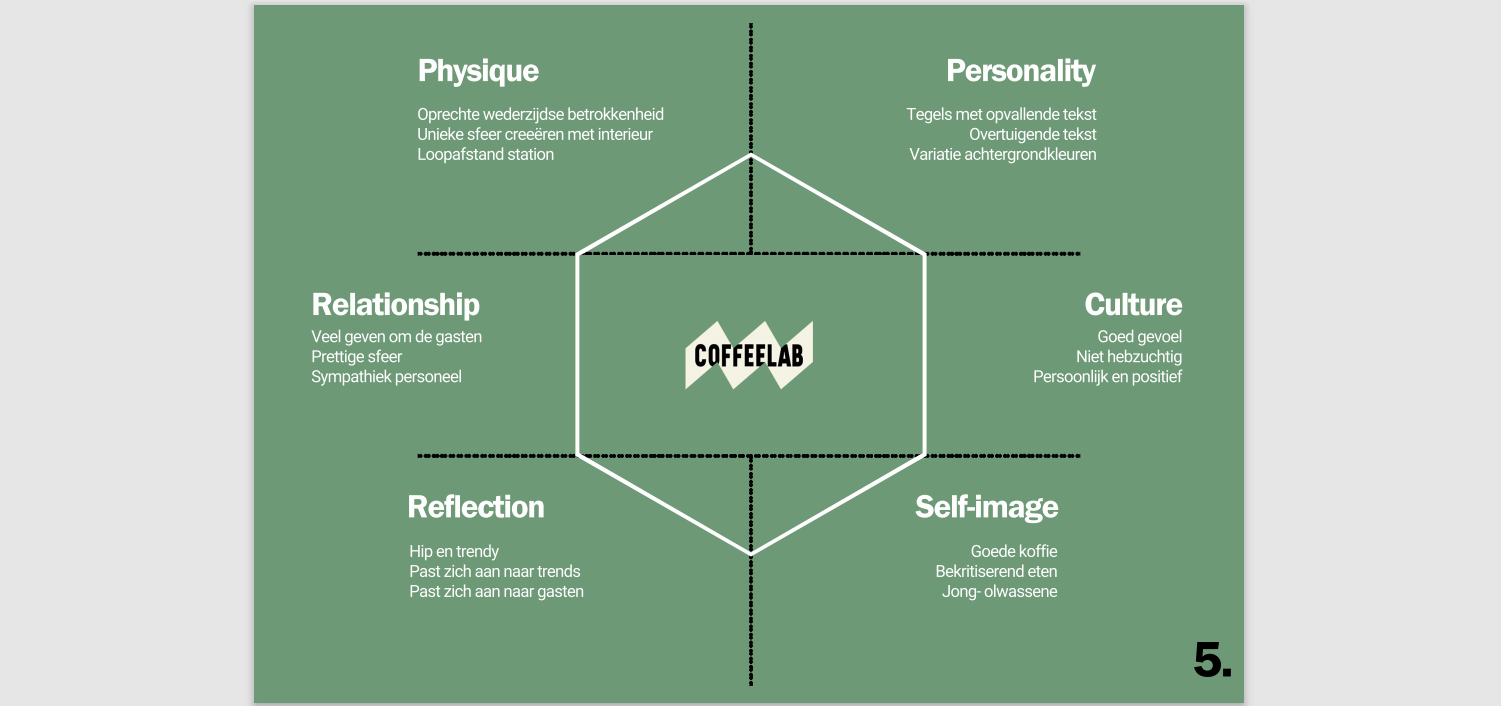 Physique
Oprechte wederzijdse betrokkenheid
Unieke sfeer creeëren met interieur
Loopafstand station
Personality
Tegels met opvallende tekst
Overtuigende tekst
Variatie achtergrondkleuren
Relationship
Veel geven om de gasten
Prettige sfeer
Sympathiek personeel
COFFEELAB
Culture
Goed gevoel
Niet hebzuchtig
Persoonlijk en positief
Reflection
Hip en trendy
Past zich aan naar trends
Past zich aan naar gasten
Self-image
Goede koffie
Bekritiserend eten
Jong- olwassene
5.